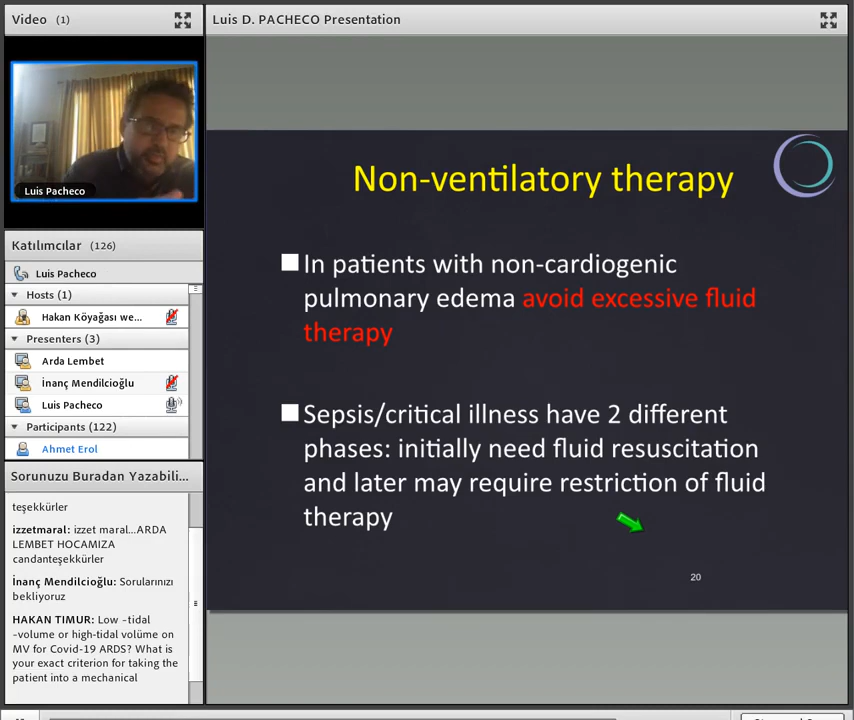 Video (1)
Luis Pacheco
Katılımcılar (126)
Luis Pacheco
Hosts (1)
Hakan Köyağası we...
Presenters (3)
Arda Lembet
İnanç Mendilcioğlu
Luis Pacheco
Participants (122)
Ahmet Erol
Sorunuzu Buradan Yazabili...
teşekkürler
izzetmaral: izzet maral...ARDA
LEMBET HOCAMIZA
candanteşekkürler
İnanç Mendilcioğlu: Sorularınızı
bekliyoruz
HAKAN TIMUR: Low -tidal
-volume or high-tidal volüme on
MV for Covid-19 ARDS? What is
your exact criterion for taking the
patient into a mechanical
Luis D. PACHECO Presentation
Non-ventilatory therapy
In patients with non-cardiogenic
pulmonary edema avoid excessive fluid
therapy
Sepsis/critical illness have 2 different
phases: initially need fluid resuscitation
and later may require restriction of fluid
therapy
20